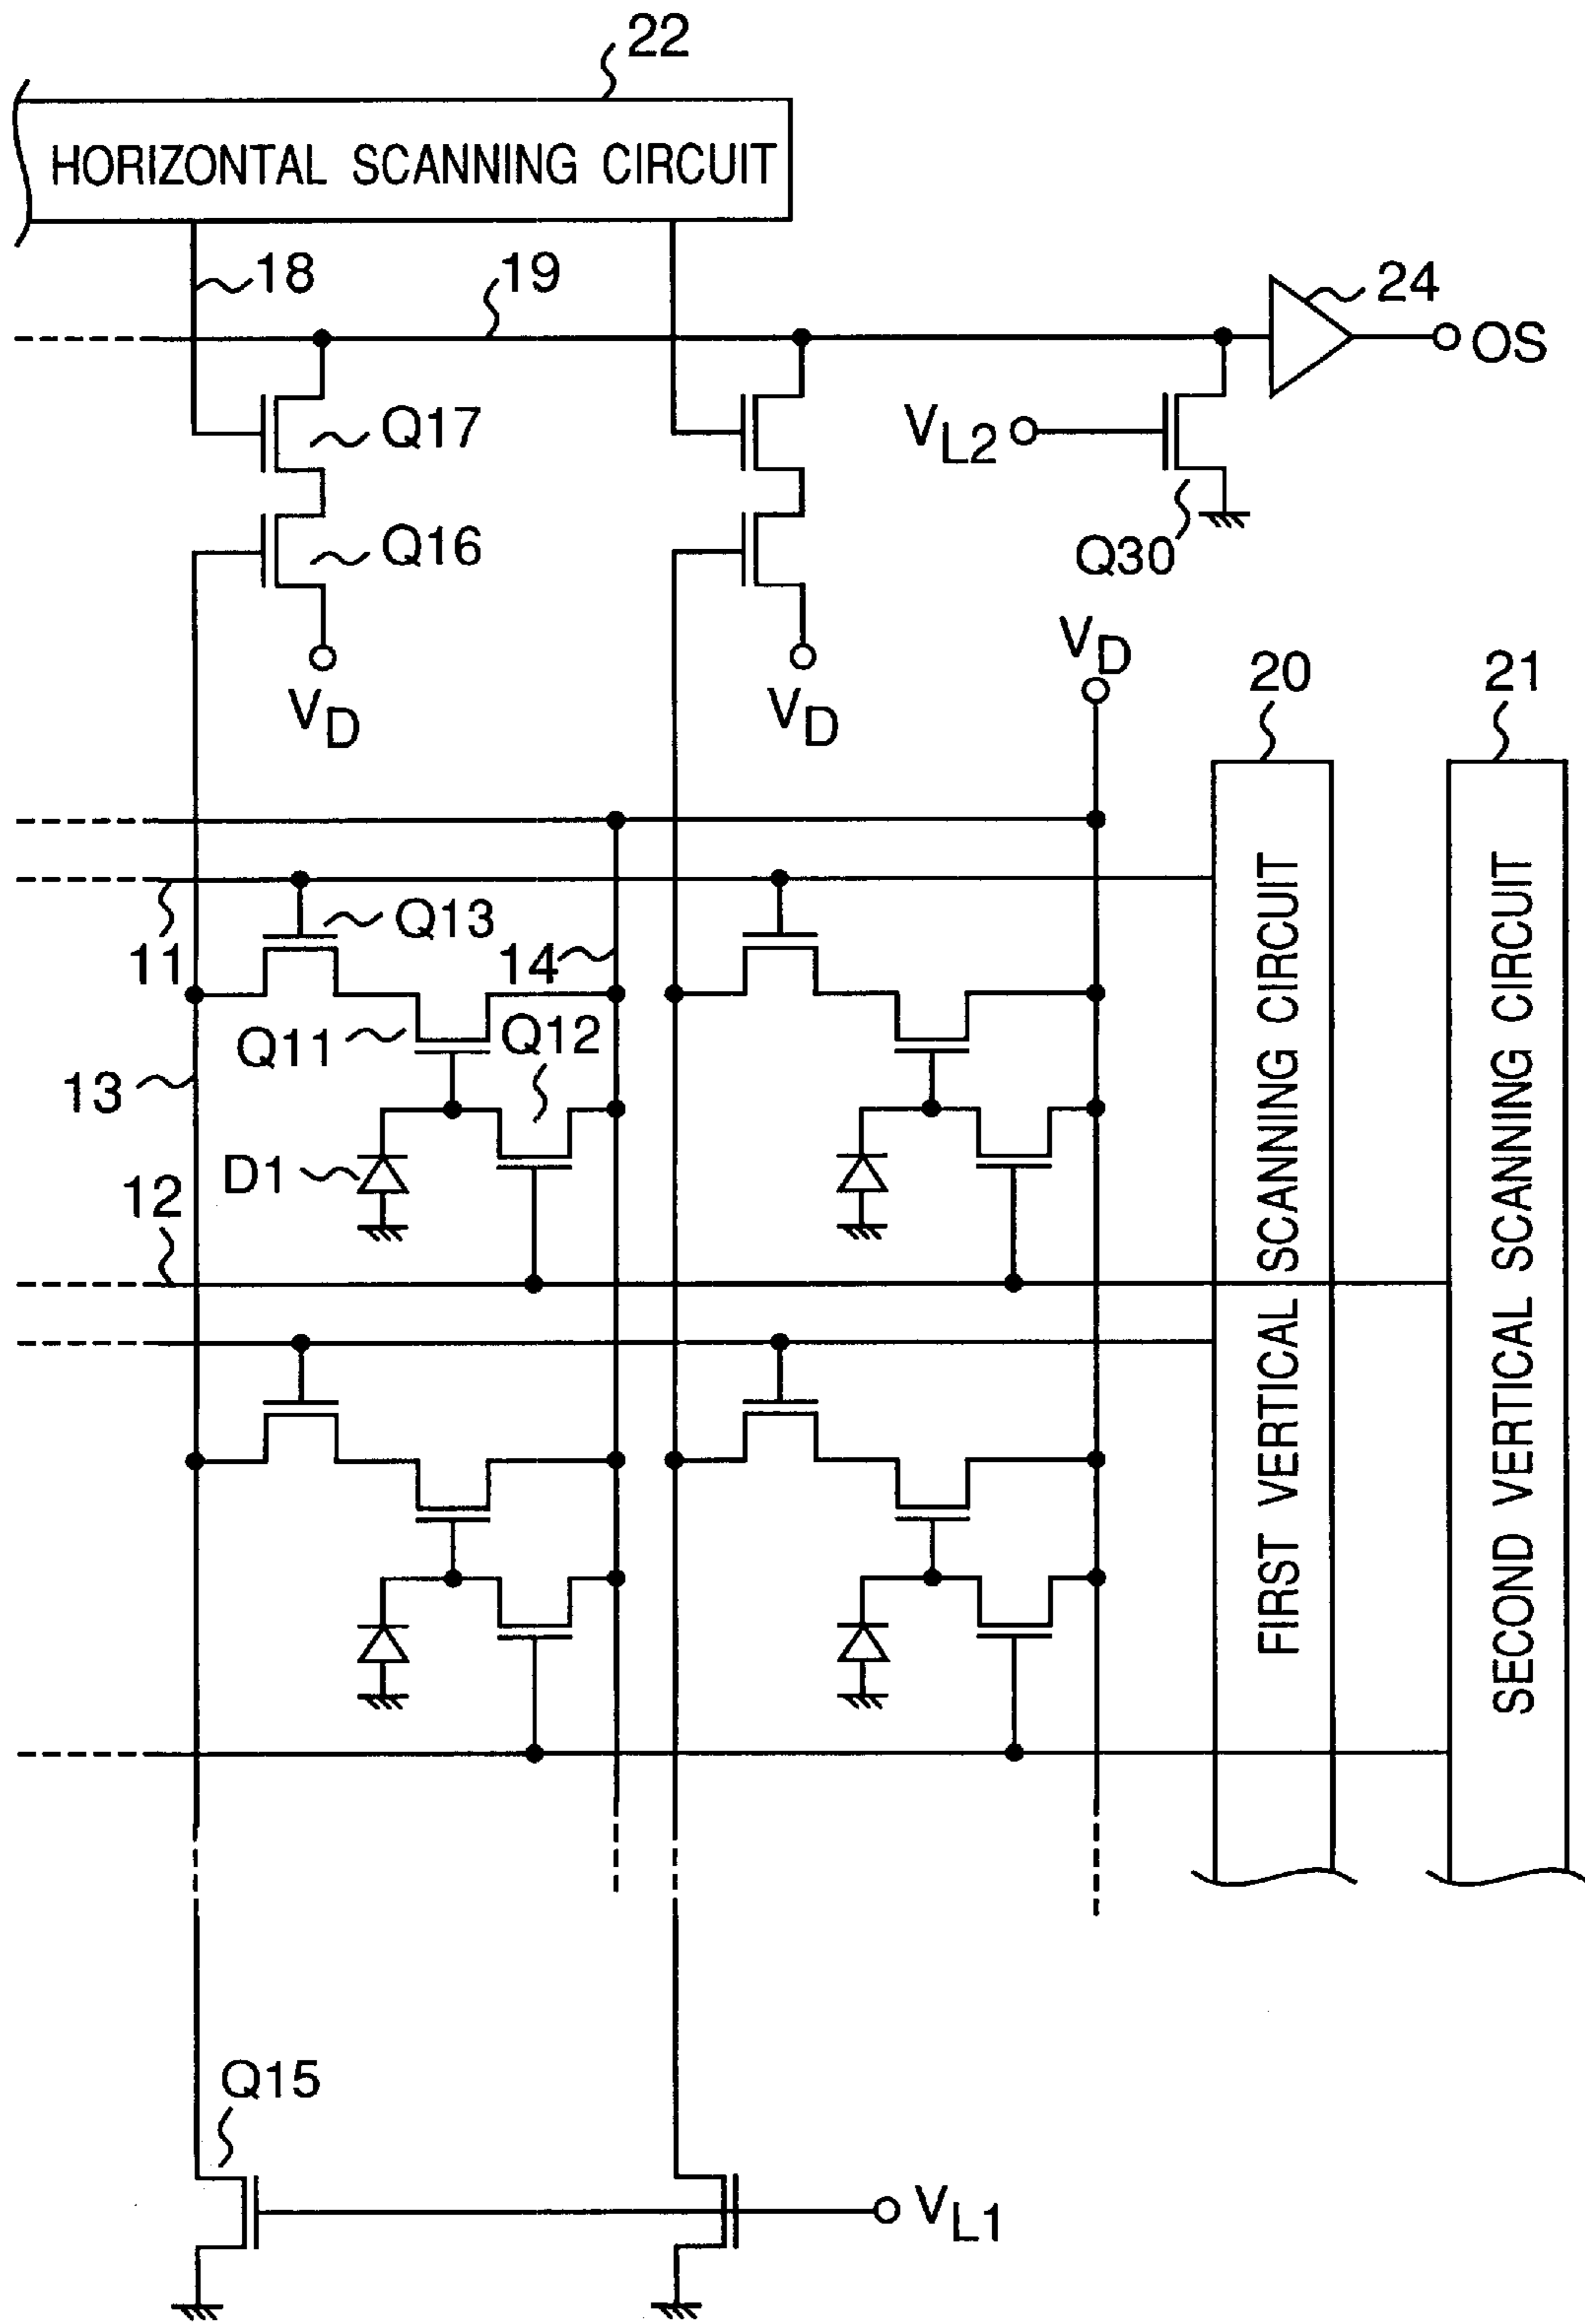 22
HORIZONTAL SCANNING CIRCUIT
18
19
24
OS
Q17
VL2
Q16
Q30
VD
VD
VD
20
21
11
Q13
14
Q11
Q12
13
D1
12
FIRST VERTICAL SCANNING CIRCUIT
SECOND VERTICAL SCANNING CIRCUIT
Q15
VL1